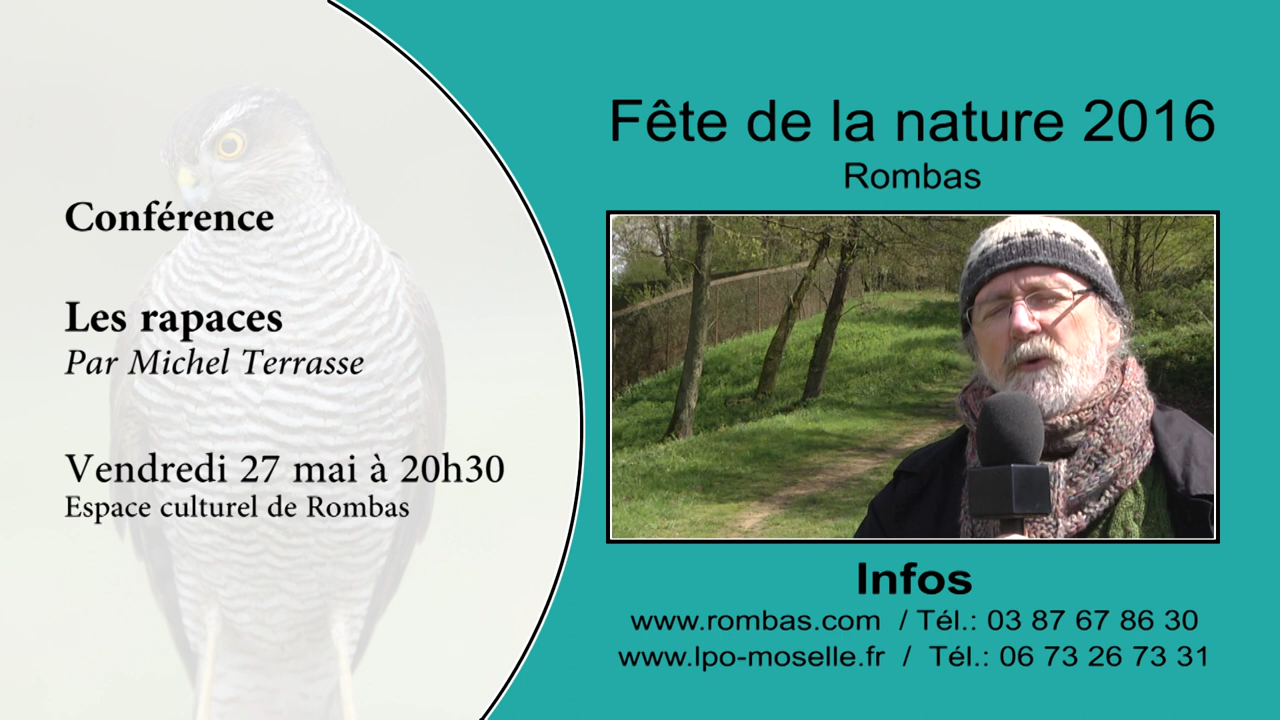 Conférence
Les rapaces
Par Michel Terrasse
Vendredi 27 mai à 20h30
Espace culturel de Rombas
Fête de la nature 2016
Rombas
Infos
www.rombas.com / Tél.: 03 87 67 86 30
www.lpo-moselle.fr / Tél.: 06 73 26 73 31